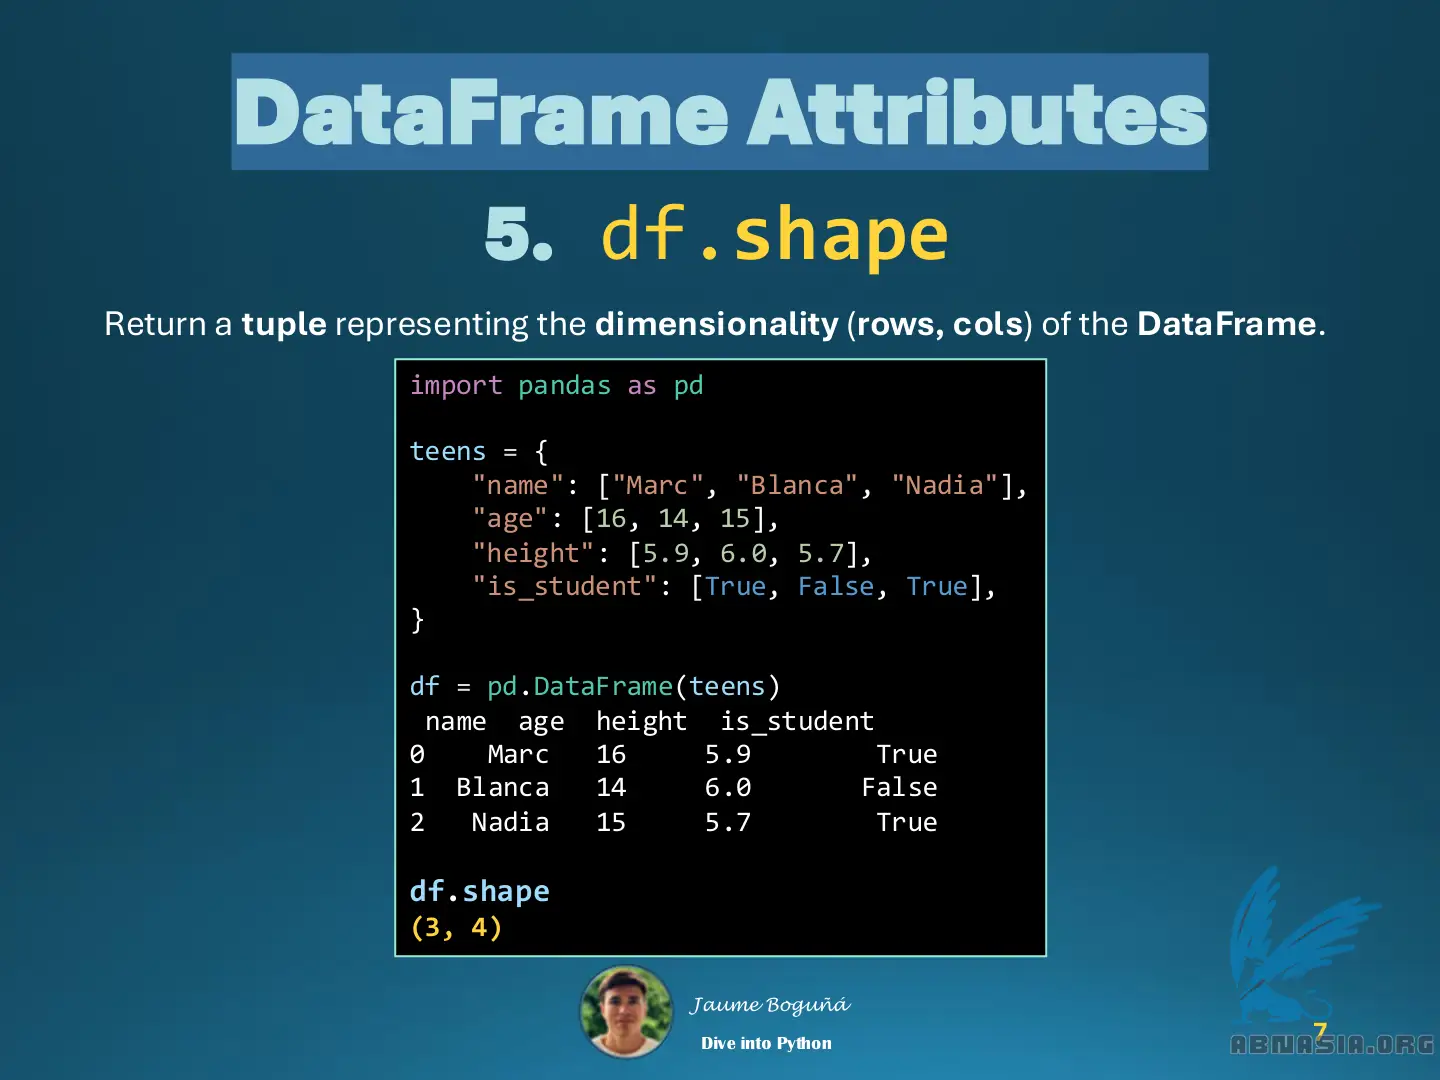 DataFrame Attributes
5. df.shape
Return a tuple representing the dimensionality (rows, cols) of the DataFrame.
import pandas as pd
teens = {
    "name": ["Marc", "Blanca", "Nadia"],
    "age": [16, 14, 15],
    "height": [5.9, 6.0, 5.7],
    "is_student": [True, False, True],
}
df = pd.DataFrame(teens)
 name  age  height  is_student
0    Marc   16     5.9        True
1  Blanca   14     6.0       False
2   Nadia   15     5.7        True
df.shape
(3, 4)
Jaume Boguñá
Dive into Python
7
ABNASIA.ORG